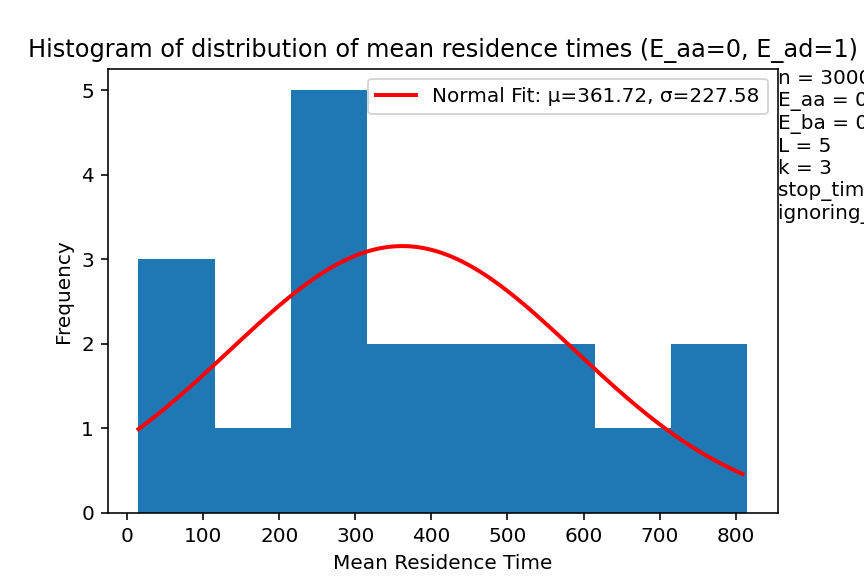 Histogram of distribution of mean residence times (E_aa=0, E_ad=1)
Normal Fit: μ=361.72, σ=227.58
n = 3000
E_aa = 0
E_ba = 0
L = 5
k = 3
5
4
3
2
1
0
Frequency
0 100 200 300 400 500 600 700 800
Mean Residence Time